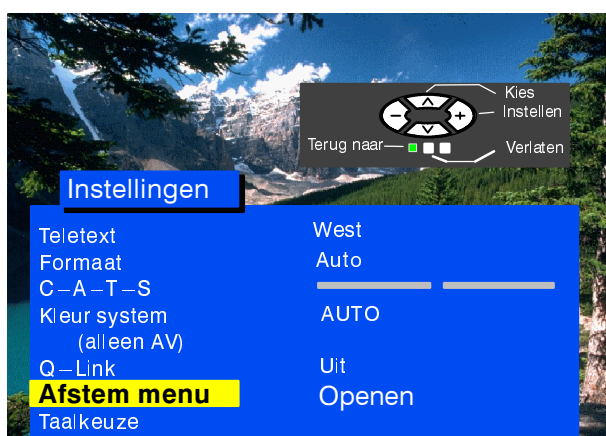 Kies
Instellen
Terug naar
Verlaten
Instellingen
Teletext West
Formaat Auto
C-A-T-S
Kleur system AUTO
(alleen AV)
Q-Link Uit
Afstem menu Openen
Taalkeuze